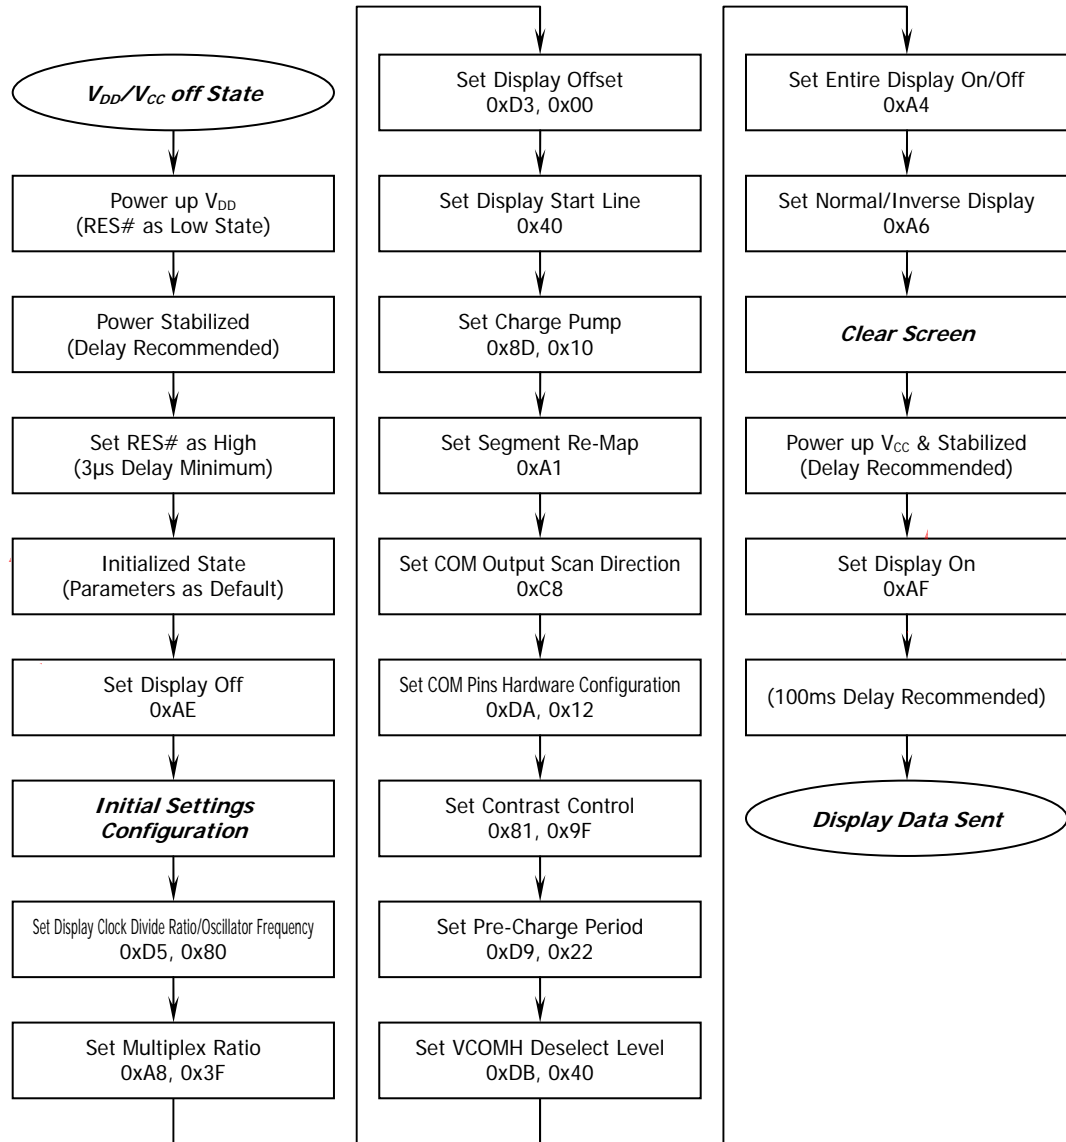 V_DD/V_CC off State
Power up V_DD
(RES# as Low State)
Power Stabilized
(Delay Recommended)
Set RES# as High
(3µs Delay Minimum)
Initialized State
(Parameters as Default)
Set Display Off
0xAE
Initial Settings
Configuration
Set Display Clock Divide Ratio/Oscillator Frequency
0xD5, 0x80
Set Multiplex Ratio
0xA8, 0x3F
Set Display Offset
0xD3, 0x00
Set Display Start Line
0x40
Set Charge Pump
0x8D, 0x10
Set Segment Re-Map
0xA1
Set COM Output Scan Direction
0xC8
Set COM Pins Hardware Configuration
0xDA, 0x12
Set Contrast Control
0x81, 0x9F
Set Pre-Charge Period
0xD9, 0x22
Set VCOMH Deselect Level
0xDB, 0x40
Set Entire Display On/Off
0xA4
Set Normal/Inverse Display
0xA6
Clear Screen
Power up V_CC & Stabilized
(Delay Recommended)
Set Display On
0xAF
(100ms Delay Recommended)
Display Data Sent